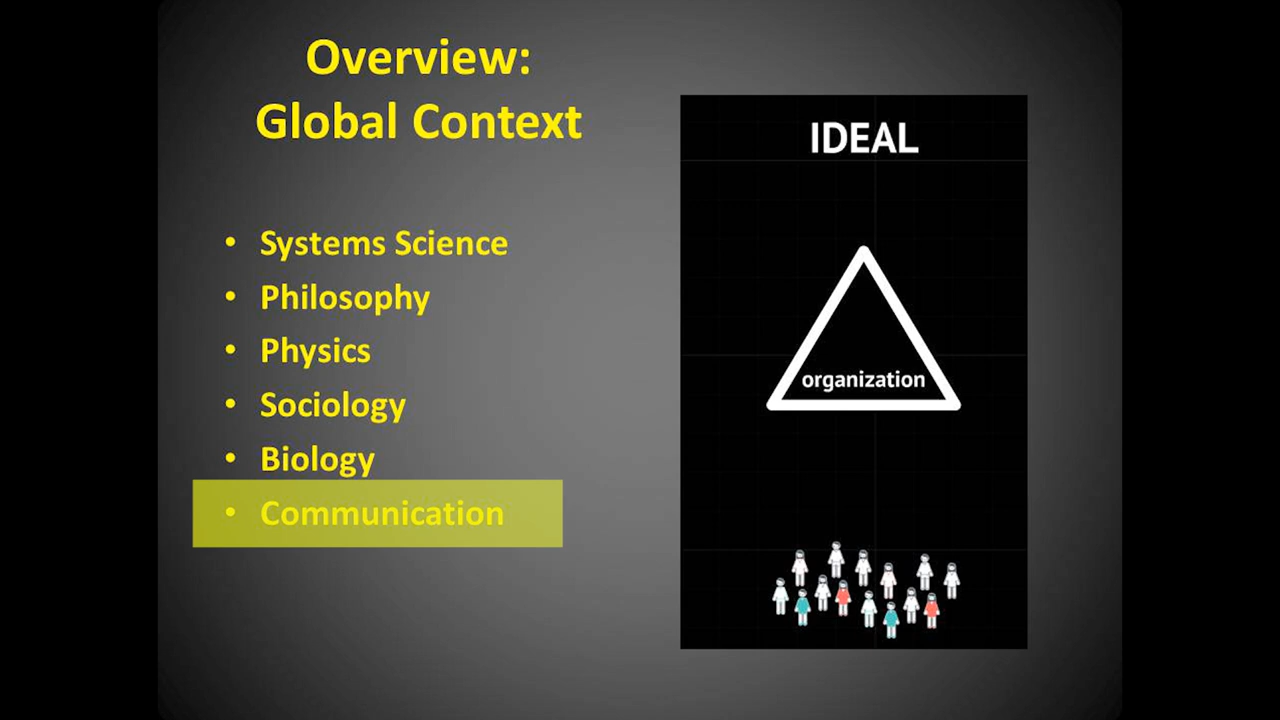 Overview:
Global Context
• Systems Science
• Philosophy
• Physics
• Sociology
• Biology
• Communication
IDEAL
organization